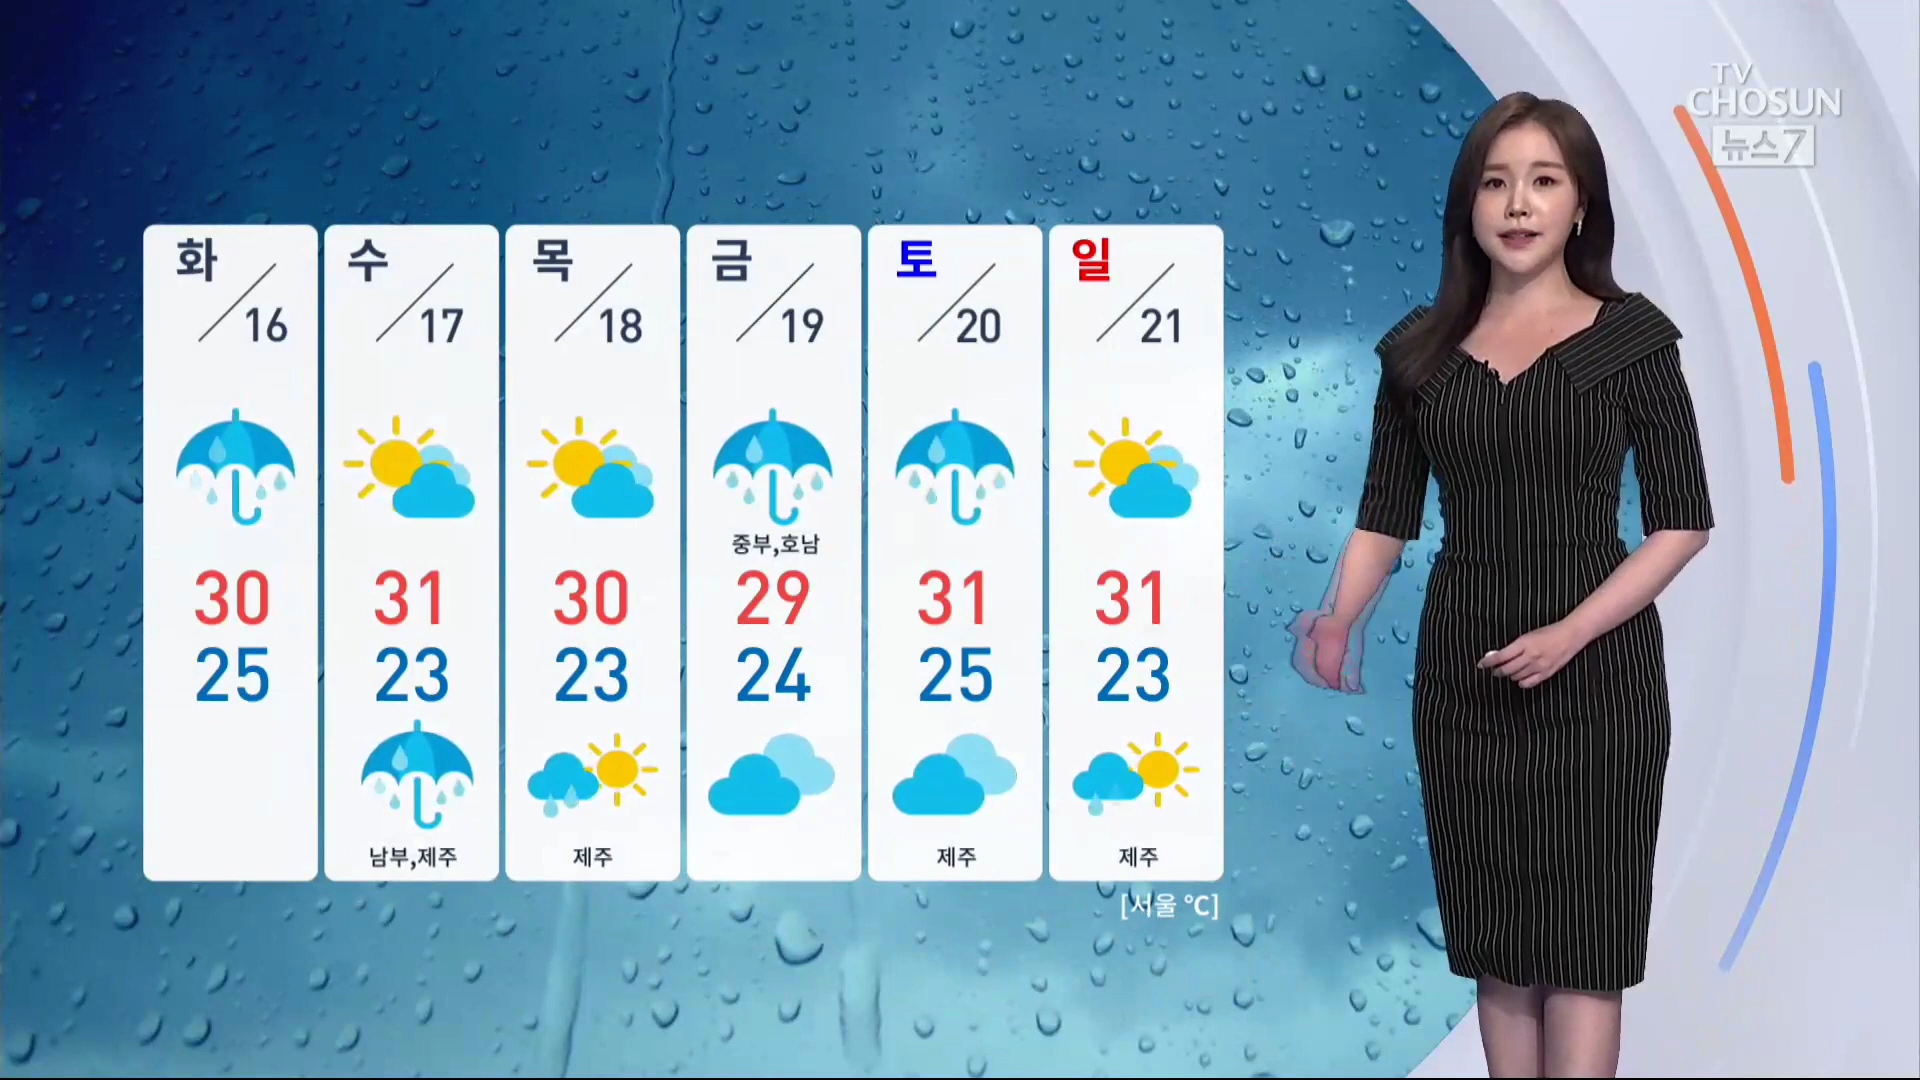 TV
CHOSUN
뉴스7
화 16
수 17
목 18
금 19
토 20
일 21
중부,호남
30 31 30 29 31 31
25 23 23 24 25 23
남부,제주 제주 제주 제주
[서울 °C]